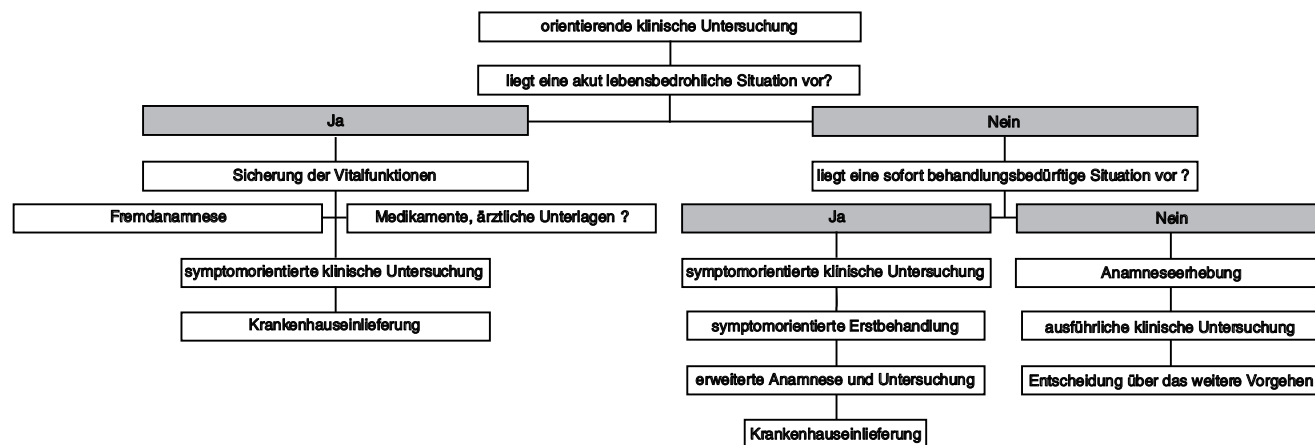 orientierende klinische Untersuchung
liegt eine akut lebensbedrohliche Situation vor?
Ja
Nein
Sicherung der Vitalfunktionen
liegt eine sofort behandlungsbedürftige Situation vor ?
Fremdanamnese
Medikamente, ärztliche Unterlagen ?
Ja
Nein
symptomorientierte klinische Untersuchung
symptomorientierte klinische Untersuchung
Anamneseerhebung
Krankenhauseinlieferung
symptomorientierte Erstbehandlung
ausführliche klinische Untersuchung
erweiterte Anamnese und Untersuchung
Entscheidung über das weitere Vorgehen
Krankenhauseinlieferung